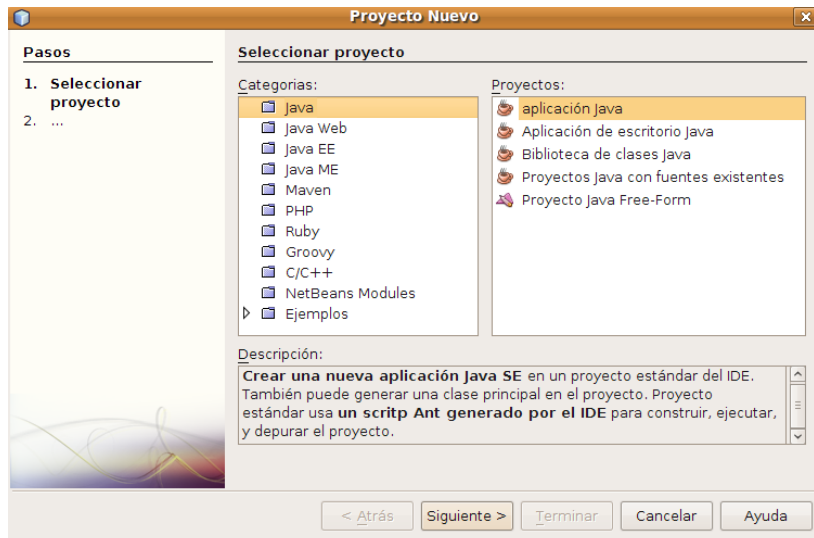 Proyecto Nuevo
Pasos
1. Seleccionar
proyecto
2. ...
Seleccionar proyecto
Categorias:
Java
Java Web
Java EE
Java ME
Maven
PHP
Ruby
Groovy
C/C++
NetBeans Modules
Ejemplos
Proyectos:
aplicación Java
Aplicación de escritorio Java
Biblioteca de clases Java
Proyectos Java con fuentes existentes
Proyecto Java Free-Form
Descripción:
Crear una nueva aplicación Java SE en un proyecto estándar del IDE.
También puede generar una clase principal en el proyecto. Proyecto
estándar usa un scritp Ant generado por el IDE para construir, ejecutar,
y depurar el proyecto.
< Atrás
Siguiente >
Terminar
Cancelar
Ayuda